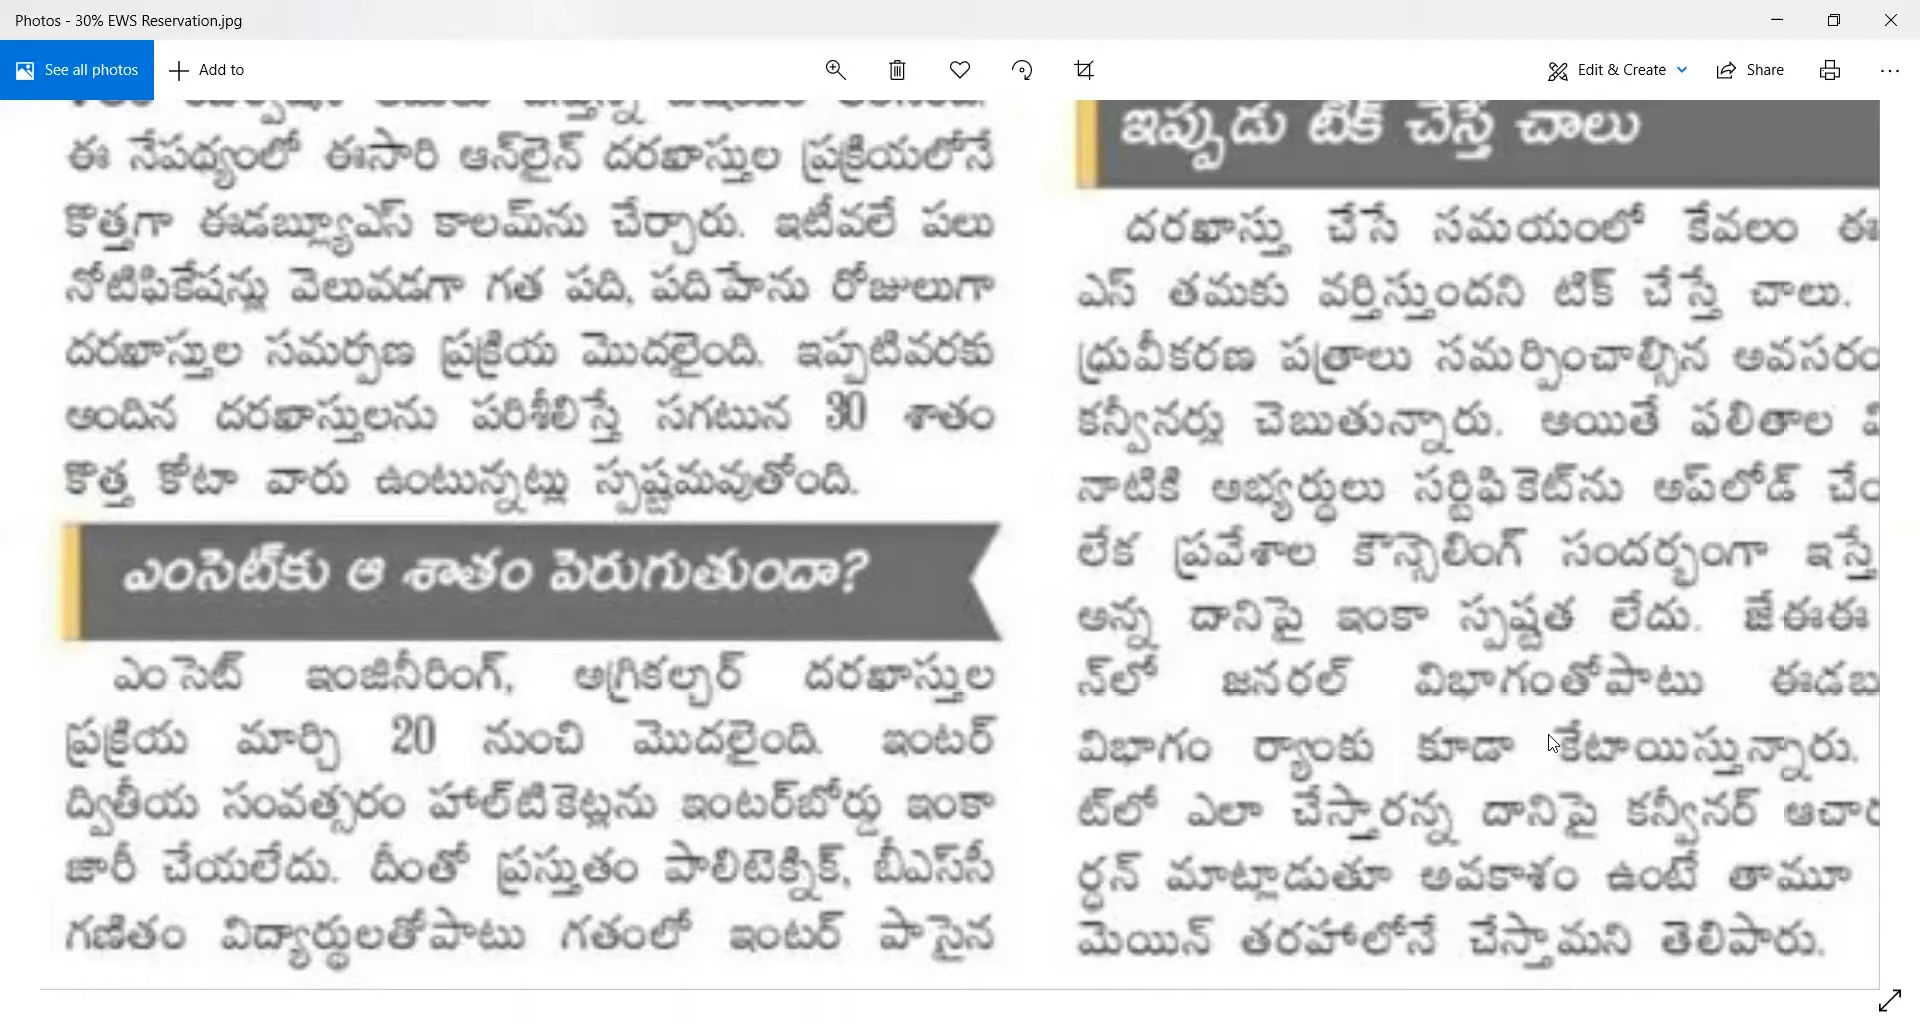 Photos - 30% EWS Reservation.jpg
See all photos
Add to
Edit & Create
Share
ఈ నేపథ్యంలో ఈసారి ఆన్‌లైన్ దరఖాస్తుల ప్రక్రియలోనే
కొత్తగా ఈడబ్ల్యూఎస్ కాలమ్‌ను చేర్చారు. ఇటీవలే పలు
నోటిఫికేషన్లు వెలువడగా గత పది, పదిహేను రోజులుగా
దరఖాస్తుల సమర్పణ ప్రక్రియ మొదలైంది. ఇప్పటివరకు
అందిన దరఖాస్తులను పరిశీలిస్తే సగటున 30 శాతం
కొత్త కోటా వారు ఉంటున్నట్లు స్పష్టమవుతోంది.
ఎంసెట్‌కు ఆ శాతం పెరుగుతుందా?
ఎంసెట్ ఇంజినీరింగ్, అగ్రికల్చర్ దరఖాస్తుల
ప్రక్రియ మార్చి 20 నుంచి మొదలైంది. ఇంటర్
ద్వితీయ సంవత్సరం హాల్‌టికెట్లను ఇంటర్‌బోర్డు ఇంకా
జారీ చేయలేదు. దీంతో ప్రస్తుతం పాలిటెక్నిక్, బీఎస్‌సీ
గణితం విద్యార్థులతోపాటు గతంలో ఇంటర్ పాసైన
ఇప్పుడు టిక్ చేస్తే చాలు
దరఖాస్తు చేసే సమయంలో కేవలం ఈ
ఎస్ తమకు వర్తిస్తుందని టిక్ చేస్తే చాలు.
ధ్రువీకరణ పత్రాలు సమర్పించాల్సిన అవసరం
కన్వీనర్లు చెబుతున్నారు. అయితే ఫలితాల
నాటికి అభ్యర్థులు సర్టిఫికెట్‌ను అప్‌లోడ్
లేక ప్రవేశాల కౌన్సెలింగ్ సందర్భంగా ఇస్తే
అన్న దానిపై ఇంకా స్పష్టత లేదు. జేఈఈ
న్‌లో జనరల్ విభాగంతోపాటు ఈడబ
విభాగం ర్యాంకు కూడా కేటాయిస్తున్నారు.
ట్‌లో ఎలా చేస్తారన్న దానిపై కన్వీనర్
ర్ధన్ మాట్లాడుతూ అవకాశం ఉంటే తామూ
మెయిన్ తరహాలోనే చేస్తామని తెలిపారు.